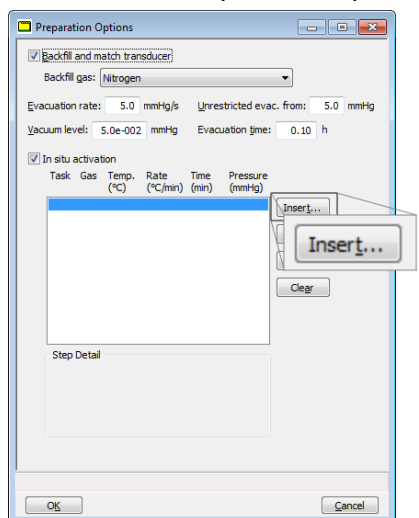 Preparation Options
Backfill and match transducer
Backfill gas: Nitrogen
Evacuation rate: 5.0 mmHg/s Unrestricted evac. from: 5.0 mmHg
Vacuum level: 5.0e-002 mmHg Evacuation time: 0.10 h
In situ activation
Task Gas Temp. Rate Time Pressure
(°C) (°C/min) (min) (mmHg)
Insert...
Insert...
Clear
Step Detail
OK Cancel